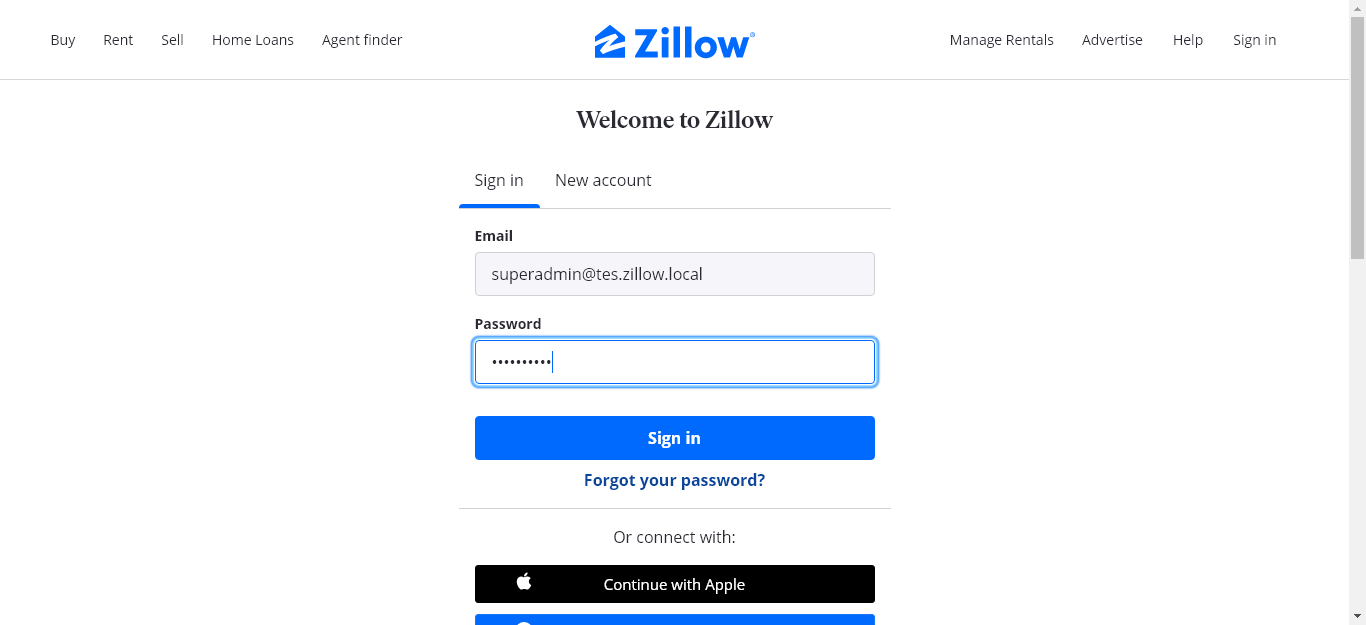 Buy Rent Sell Home Loans Agent finder Zillow® Manage Rentals Advertise Help Sign in
Welcome to Zillow
Sign in New account
Email
superadmin@tes.zillow.local
Password
••••••••••
Sign in
Forgot your password?
Or connect with:
Continue with Apple